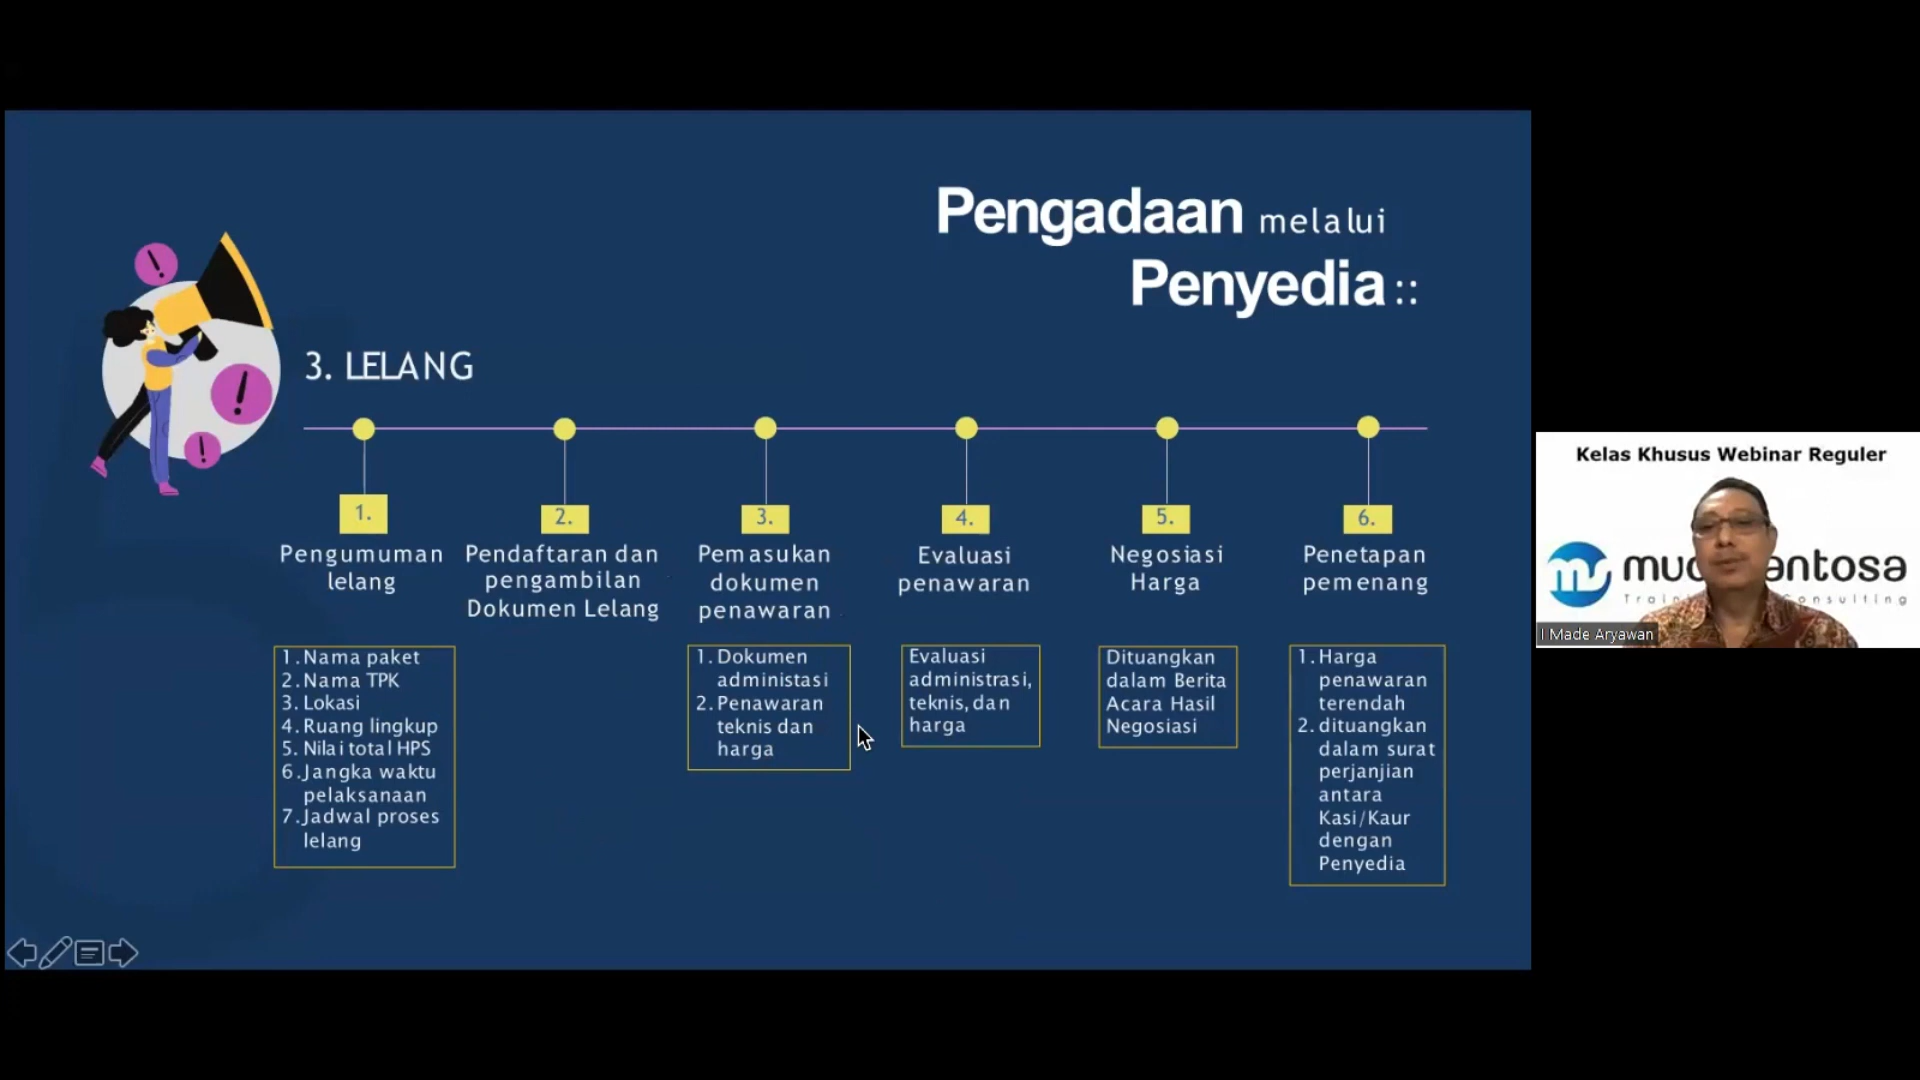 Pengadaan melalui
Penyedia ::
3. LELANG
1.
Pengumuman
lelang
1. Nama paket
2. Nama TPK
3. Lokasi
4. Ruang lingkup
5. Nilai total HPS
6. Jangka waktu
pelaksanaan
7. Jadwal proses
lelang
2.
Pendaftaran dan
pengambilan
Dokumen Lelang
3.
Pemasukan
dokumen
penawaran
1. Dokumen
administasi
2. Penawaran
teknis dan
harga
4.
Evaluasi
penawaran
Evaluasi
administrasi,
teknis, dan
harga
5.
Negosiasi
Harga
Dituangkan
dalam Berita
Acara Hasil
Negosiasi
6.
Penetapan
pemenang
1. Harga
penawaran
terendah
2. dituangkan
dalam surat
perjanjian
antara
Kasi/Kaur
dengan
Penyedia
Kelas Khusus Webinar Reguler
I Made Aryawan